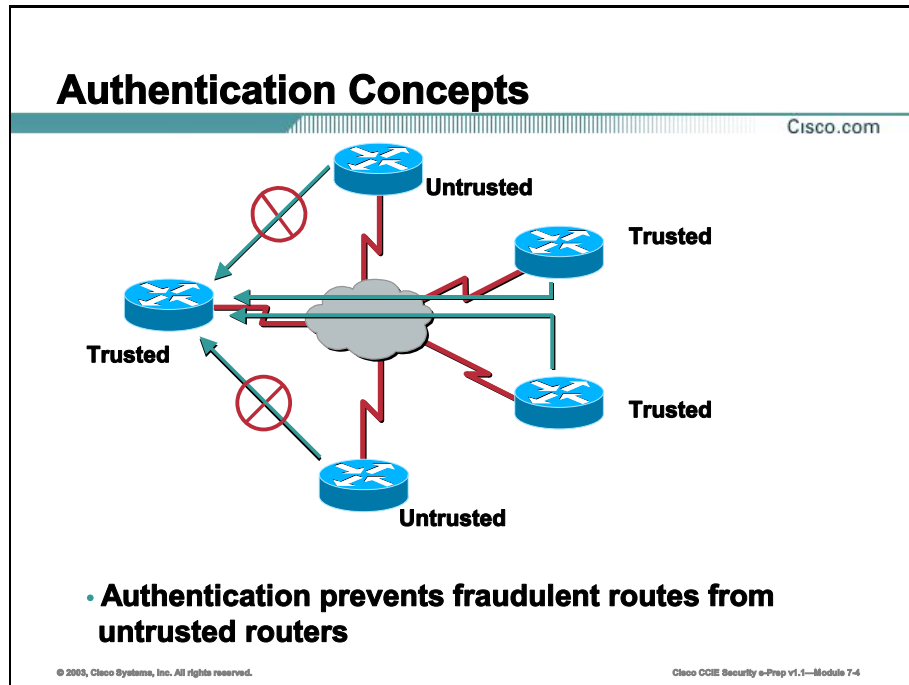 Authentication Concepts
Cisco.com
Untrusted
Trusted
Trusted
Trusted
Untrusted
• Authentication prevents fraudulent routes from
untrusted routers
© 2003, Cisco Systems, Inc. All rights reserved.
Cisco CCIE Security e-Prep v1.1—Module 7-4